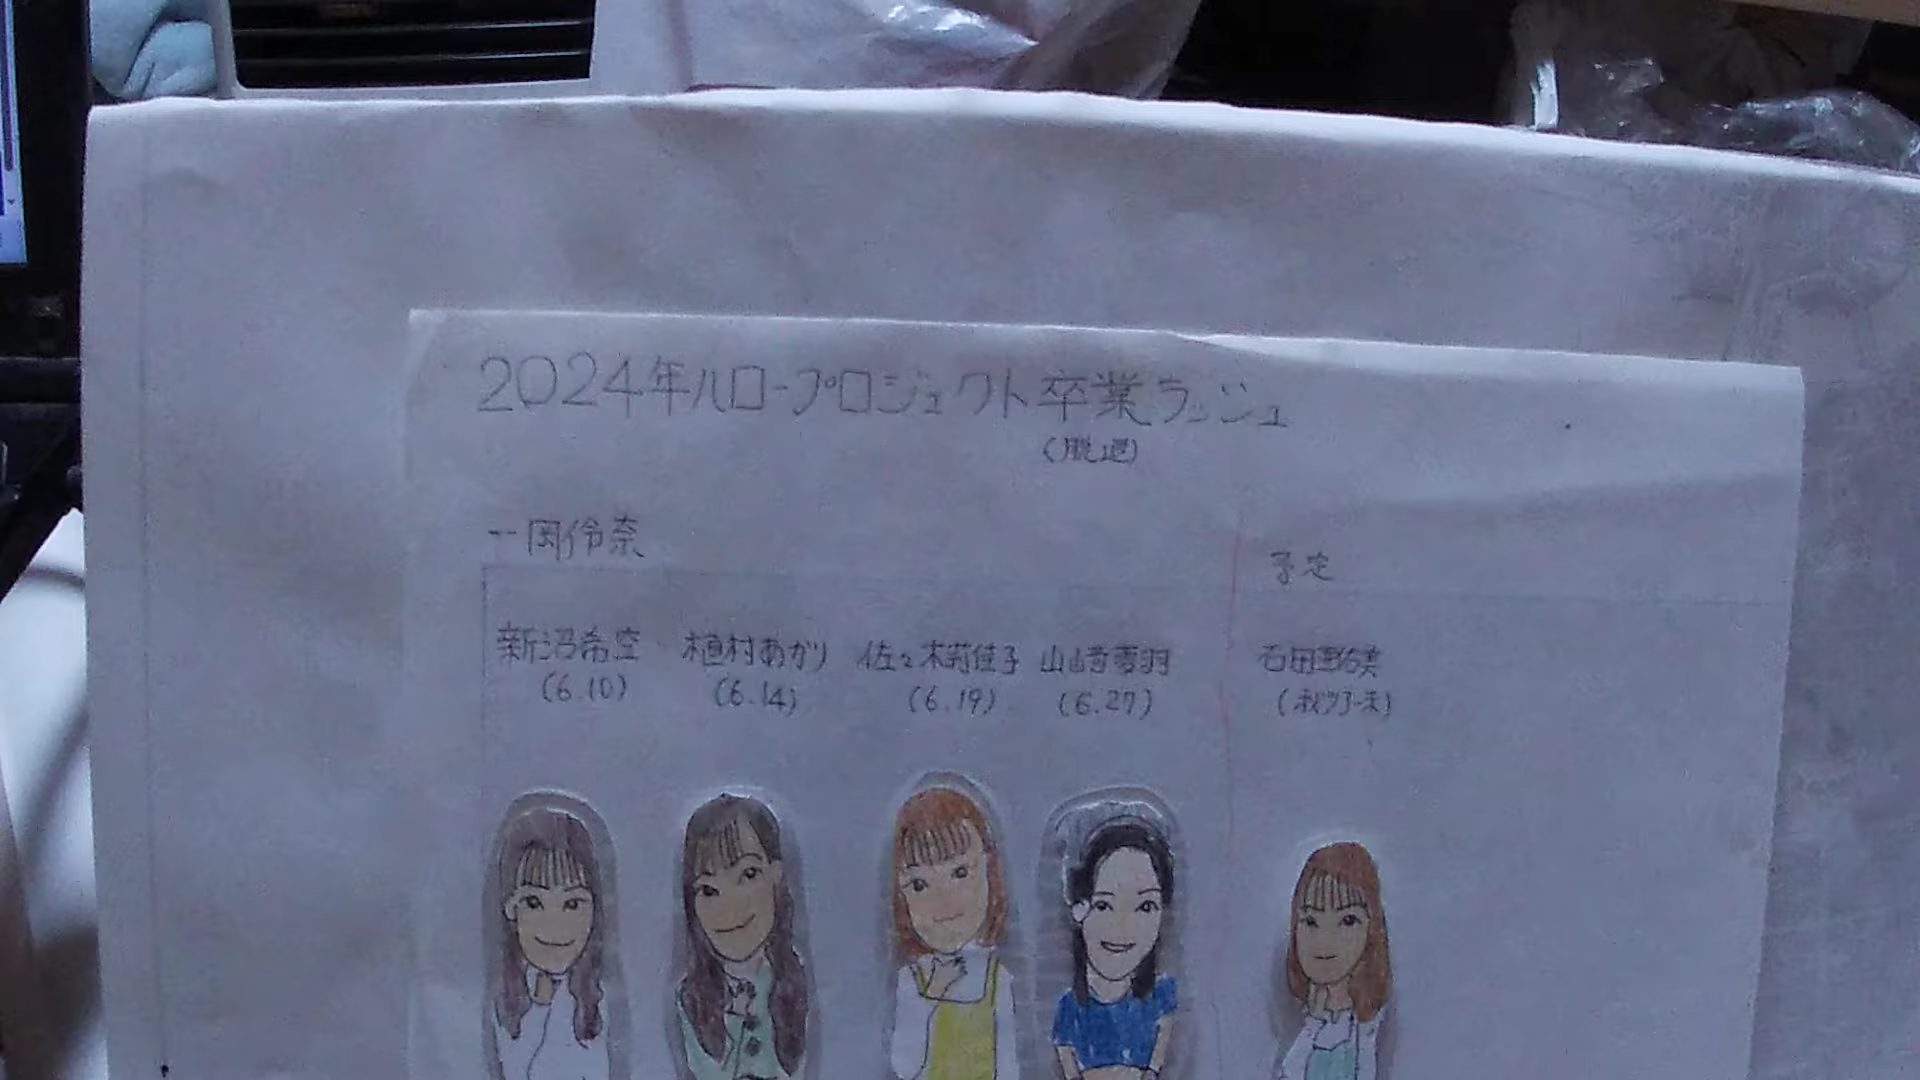 2024年ハロープロジェクト卒業ラッシュ
(脱退)
一岡伶奈
予定
新沼希空 植村あかり 佐々木莉佳子 山﨑夢羽 石田亜佑美
(6.10) (6.14) (6.19) (6.27) (秋ツアー末)